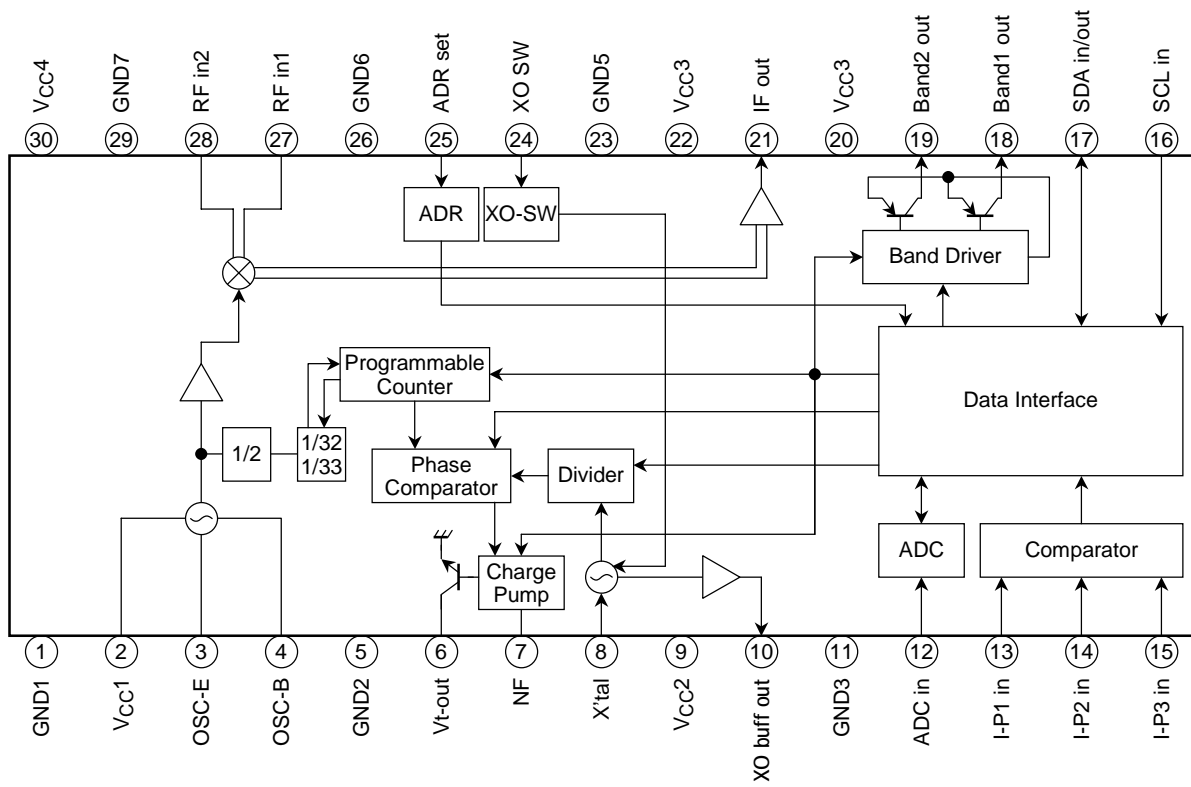 VCC4
GND7
RF in2
RF in1
GND6
ADR set
XO SW
GND5
VCC3
IF out
VCC3
Band2 out
Band1 out
SDA in/out
SCL in
30
29
28
27
26
25
24
23
22
21
20
19
18
17
16
ADR
XO-SW
Band Driver
Programmable
Counter
Data Interface
1/2
1/32
1/33
Phase
Comparator
Divider
ADC
Comparator
Charge
Pump
1
2
3
4
5
6
7
8
9
10
11
12
13
14
15
GND1
VCC1
OSC-E
OSC-B
GND2
Vt-out
NF
X'tal
VCC2
XO buff out
GND3
ADC in
I-P1 in
I-P2 in
I-P3 in